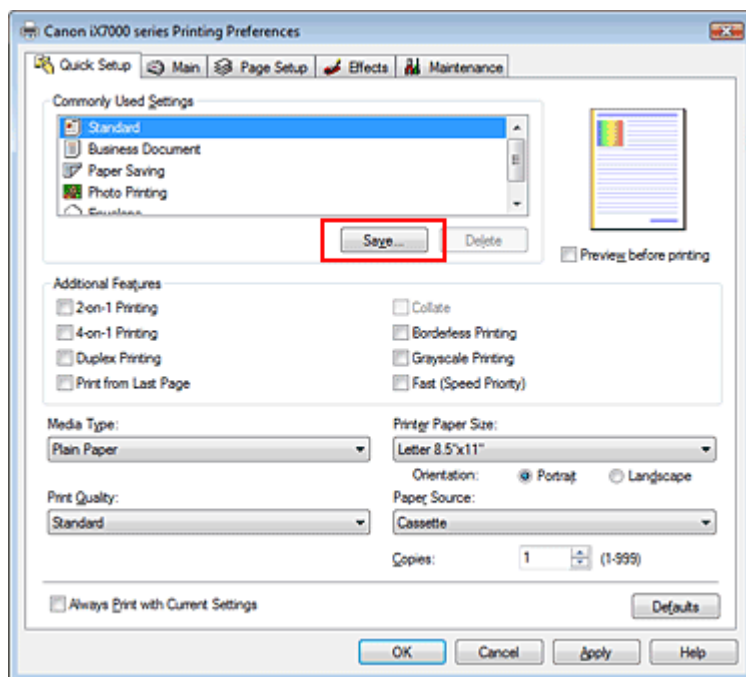 Canon iX7000 series Printing Preferences
Quick Setup Main Page Setup Effects Maintenance
Commonly Used Settings
Standard
Business Document
Paper Saving
Photo Printing
Envelope
Save... Delete
Preview before printing
Additional Features
2-on-1 Printing Collate
4-on-1 Printing Borderless Printing
Duplex Printing Grayscale Printing
Print from Last Page Fast (Speed Priority)
Media Type: Printer Paper Size:
Plain Paper Letter 8.5"x11"
Orientation: Portrait Landscape
Print Quality: Paper Source:
Standard Cassette
Copies: 1 (1-999)
Always Print with Current Settings Defaults
OK Cancel Apply Help